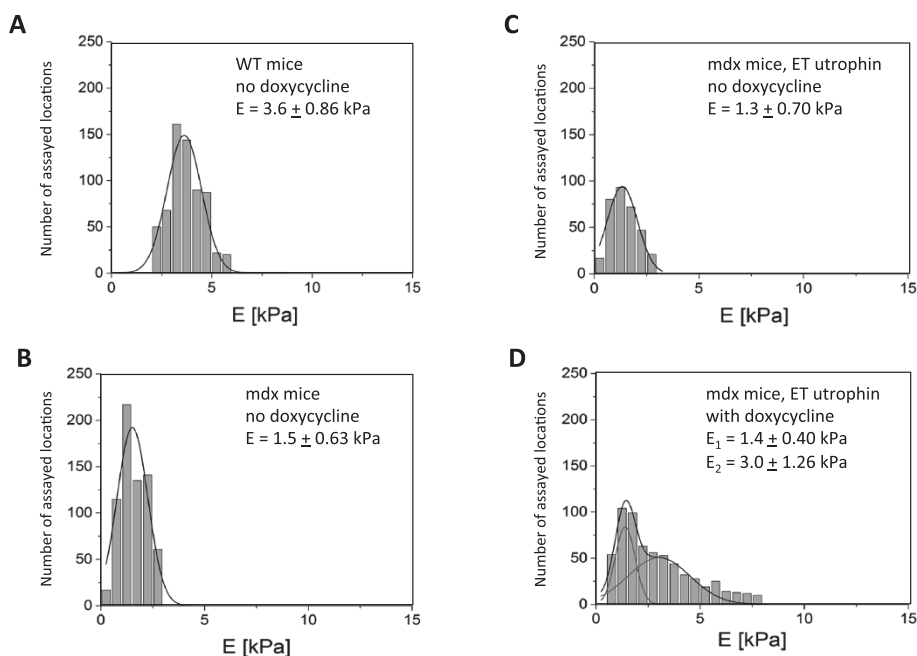 A
250
200
150
100
50
0
Number of assayed locations
WT mice
no doxycycline
E = 3.6 ± 0.86 kPa
0 5 10 15
E [kPa]
B
250
200
150
100
50
0
Number of assayed locations
mdx mice
no doxycycline
E = 1.5 ± 0.63 kPa
0 5 10 15
E [kPa]
C
250
200
150
100
50
0
Number of assayed locations
mdx mice, ET utrophin
no doxycycline
E = 1.3 ± 0.70 kPa
0 5 10 15
E [kPa]
D
250
200
150
100
50
0
Number of assayed locations
mdx mice, ET utrophin
with doxycycline
E₁ = 1.4 ± 0.40 kPa
E₂ = 3.0 ± 1.26 kPa
0 5 10 15
E [kPa]